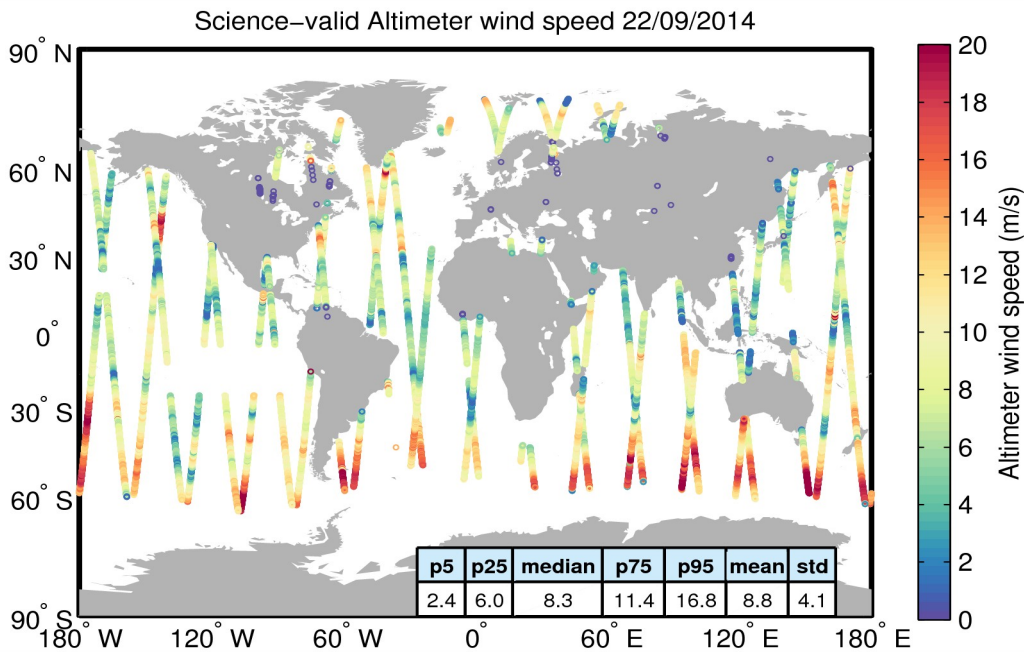 Science-valid Altimeter wind speed 22/09/2014
90° N
60° N
30° N
0°
30° S
60° S
90° S
180° W
120° W
60° W
0°
60° E
120° E
180° E
p5 p25 median p75 p95 mean std
2.4 6.0 8.3 11.4 16.8 8.8 4.1
20
18
16
14
12
10
8
6
4
2
0
Altimeter wind speed (m/s)